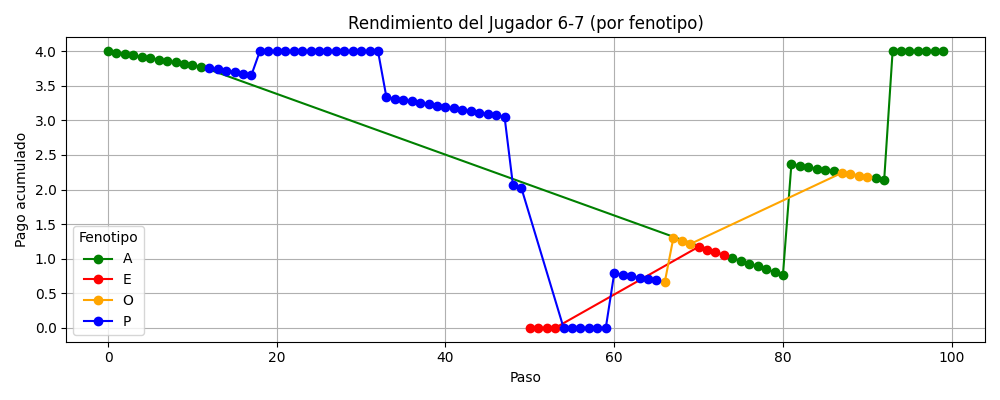 Rendimiento del Jugador 6-7 (por fenotipo)
Pago acumulado
4.0
3.5
3.0
2.5
2.0
1.5
1.0
0.5
0.0
Fenotipo
A
E
O
P
0 20 40 60 80 100
Paso